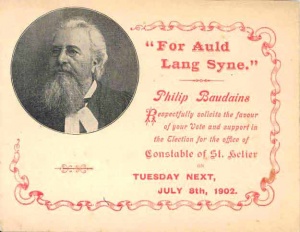 "For Auld
Lang Syne."
Philip Baudains
Respectfully solicits the favour
of your Vote and support in
the Election for the office of
Constable of St. Helier
ON
TUESDAY NEXT,
JULY 8th, 1902.